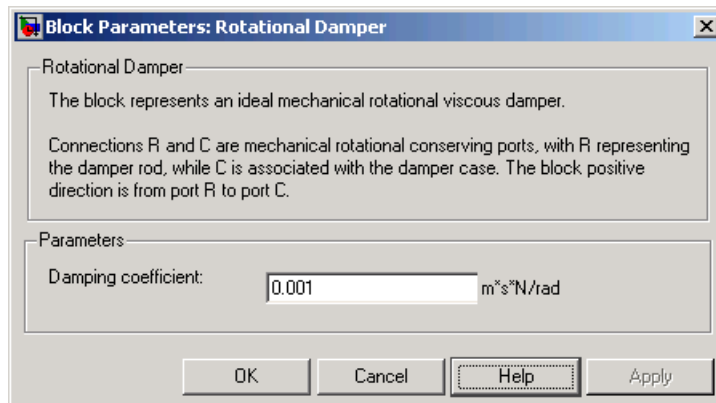 Block Parameters: Rotational Damper
Rotational Damper
The block represents an ideal mechanical rotational viscous damper.
Connections R and C are mechanical rotational conserving ports, with R representing
the damper rod, while C is associated with the damper case. The block positive
direction is from port R to port C.
Parameters
Damping coefficient:
0.001
m*s*N/rad
OK
Cancel
Help
Apply